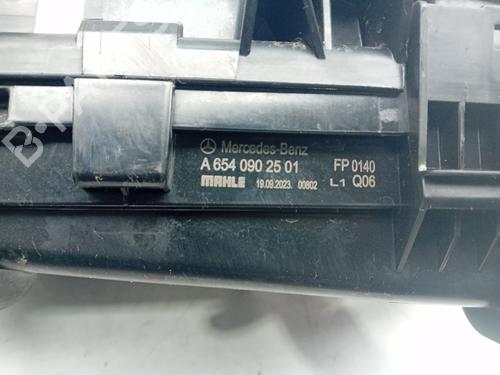 Mercedes-Benz
A 654 090 25 01 FP 0140
MAHLE 19.09.2023 00802 L1 Q06